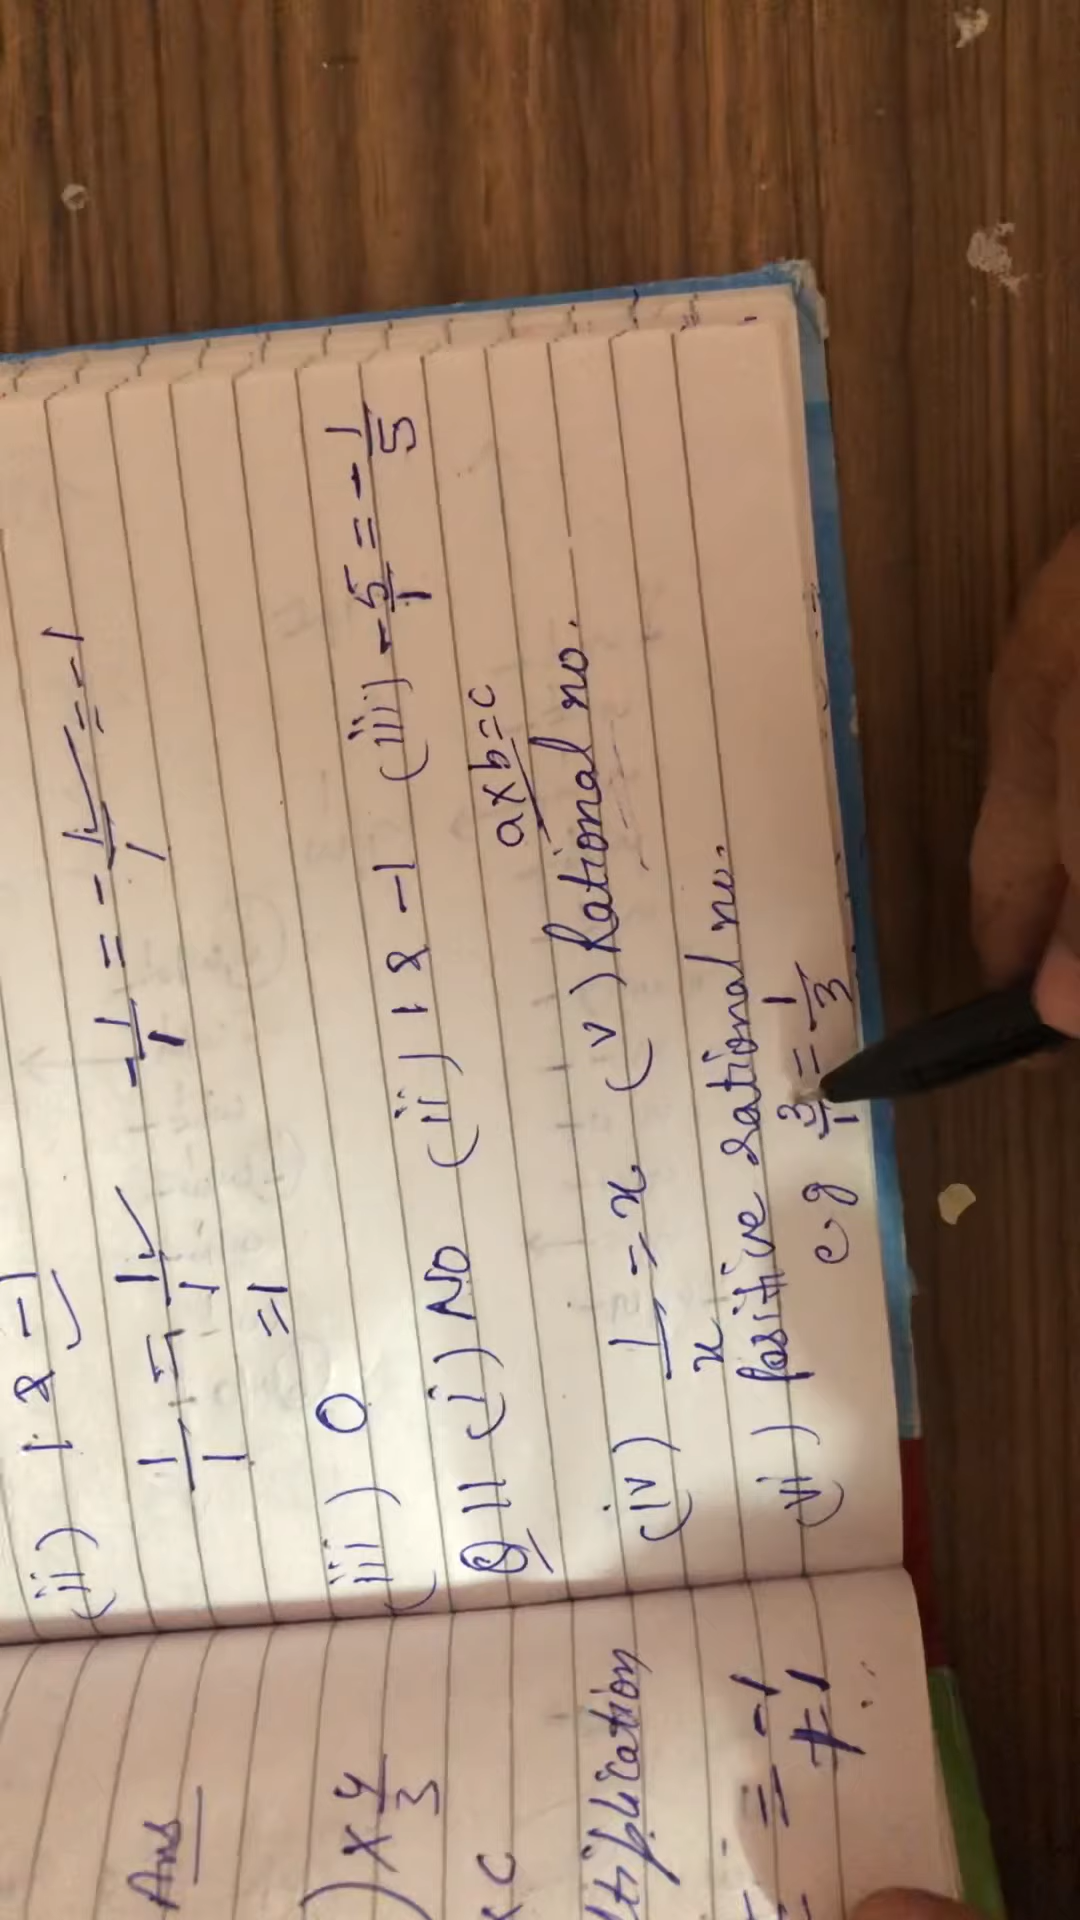 (ii) 1 & -1
1/1 = 1/1 -1/1 = -1/1 = -1
=1
(iii) 0
Q11 (i) NO (ii) 1 & -1 (iii) -5/1 = -1/5
a×b=c
(iv) 1/x = x (v) Rational no.
(vi) Positive rational no.
e.g 3/1 = 1/3
Ans
) × 4/3
× C
ltiplication
= -1
≠ 1